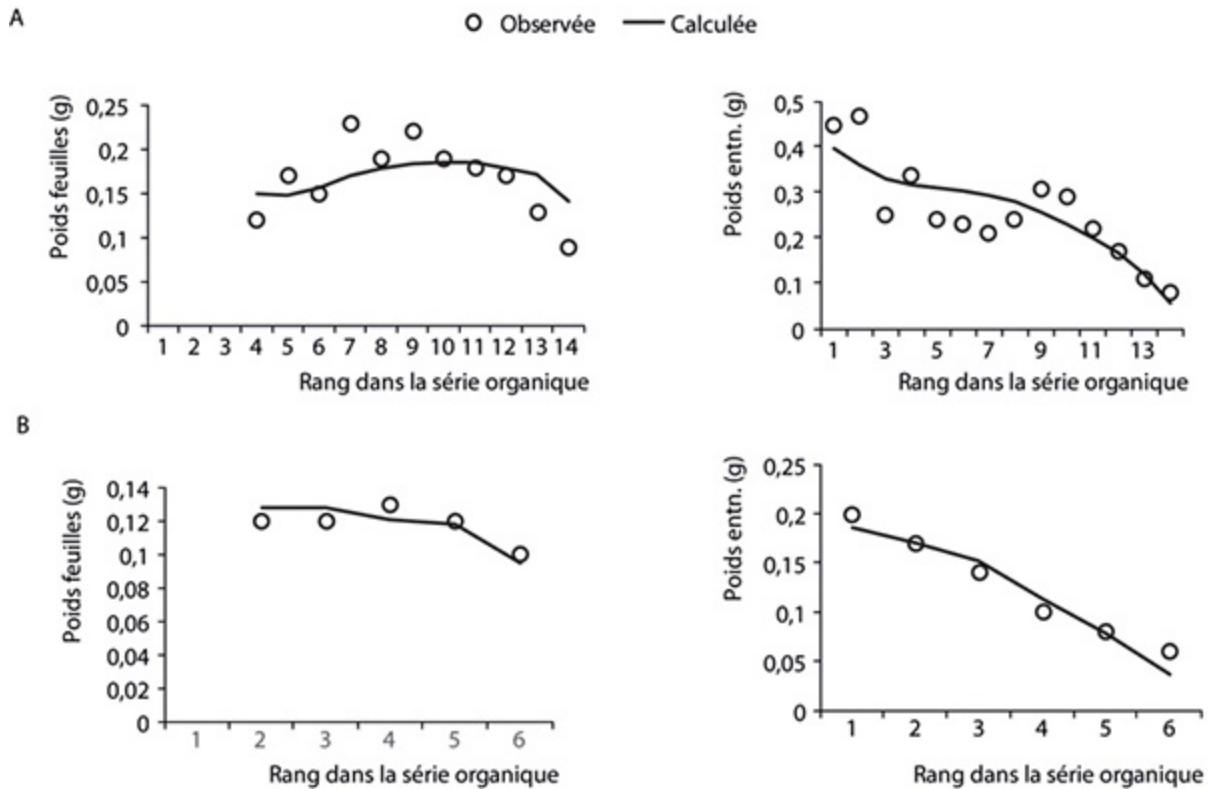 A
Observée Calculée
Poids feuilles (g)
0,25
0,2
0,15
0,1
0,05
0
1 2 3 4 5 6 7 8 9 10 11 12 13 14
Rang dans la série organique
Poids entn. (g)
0,5
0,4
0,3
0,2
0.1
0
1 3 5 7 9 11 13
Rang dans la série organique
B
Poids feuilles (g)
0,14
0,12
0,1
0,08
0,06
0,04
0,02
0
1 2 3 4 5 6
Rang dans la série organique
Poids entn. (g)
0,25
0,2
0,15
0,1
0,05
0
1 2 3 4 5 6
Rang dans la série organique